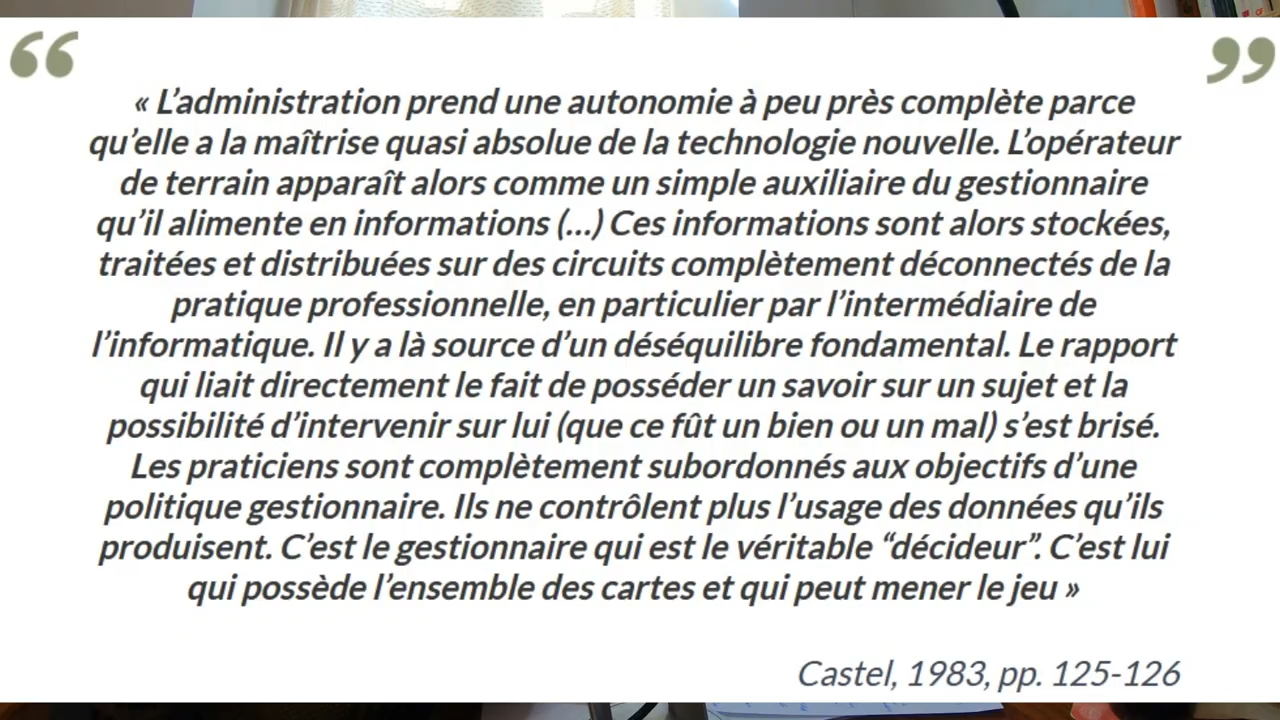 “ ”
« L’administration prend une autonomie à peu près complète parce
qu’elle a la maîtrise quasi absolue de la technologie nouvelle. L’opérateur
de terrain apparaît alors comme un simple auxiliaire du gestionnaire
qu’il alimente en informations (…) Ces informations sont alors stockées,
traitées et distribuées sur des circuits complètement déconnectés de la
pratique professionnelle, en particulier par l’intermédiaire de
l’informatique. Il y a là source d’un déséquilibre fondamental. Le rapport
qui liait directement le fait de posséder un savoir sur un sujet et la
possibilité d’intervenir sur lui (que ce fût un bien ou un mal) s’est brisé.
Les praticiens sont complètement subordonnés aux objectifs d’une
politique gestionnaire. Ils ne contrôlent plus l’usage des données qu’ils
produisent. C’est le gestionnaire qui est le véritable “décideur”. C’est lui
qui possède l’ensemble des cartes et qui peut mener le jeu »
Castel, 1983, pp. 125-126